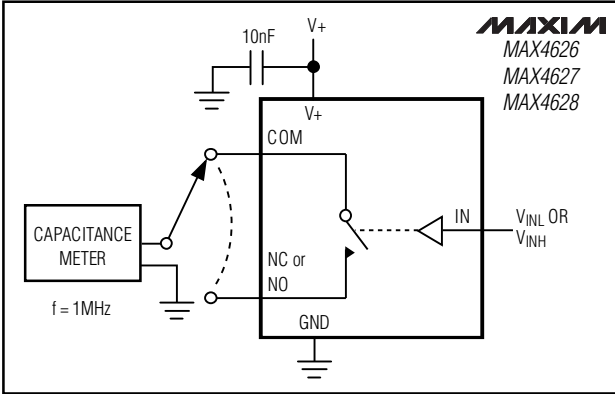 MAXIM
MAX4626
MAX4627
MAX4628
10nF
V+
V+
COM
CAPACITANCE
METER
f = 1MHz
NC or
NO
IN
VINL OR
VINH
GND